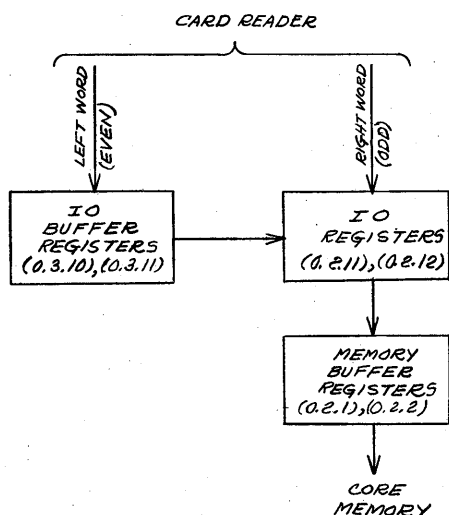 CARD READER
LEFT WORD
(EVEN)
RIGHT WORD
(ODD)
IO
BUFFER
REGISTERS
(0.3.10),(0.3.11)
IO
REGISTERS
(0.2.11),(0.2.12)
MEMORY
BUFFER
REGISTERS
(0.2.1),(0.2.2)
CORE
MEMORY